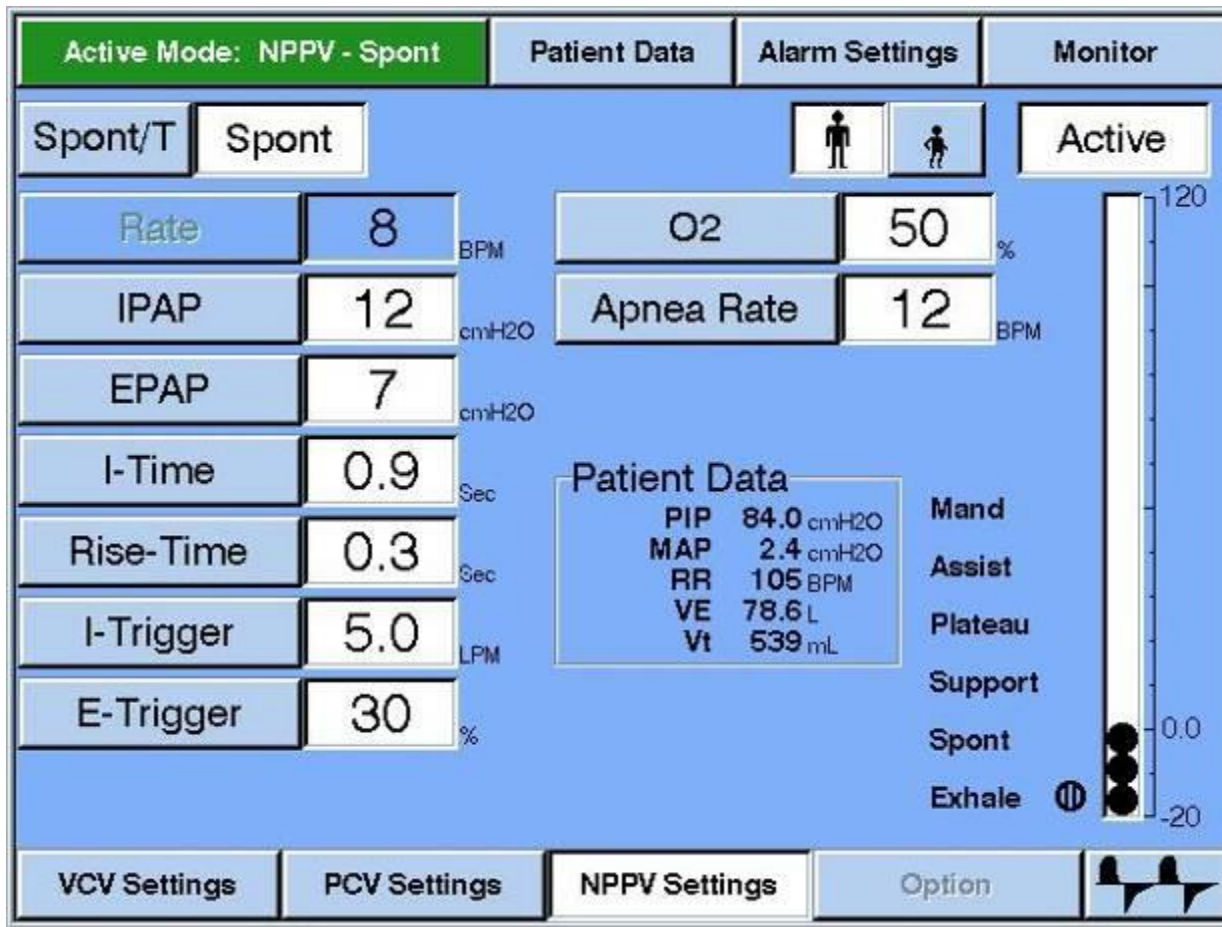 Active Mode: NPPV - Spont Patient Data Alarm Settings Monitor
Spont/T Spont Active
Rate 8 BPM O2 50 %
IPAP 12 cmH2O Apnea Rate 12 BPM
EPAP 7 cmH2O
I-Time 0.9 Sec
Rise-Time 0.3 Sec
I-Trigger 5.0 LPM
E-Trigger 30 %
Patient Data
PIP 84.0 cmH2O
MAP 2.4 cmH2O
RR 105 BPM
VE 78.6 L
Vt 539 mL
Mand
Assist
Plateau
Support
Spont
Exhale
120
0.0
-20
VCV Settings PCV Settings NPPV Settings Option